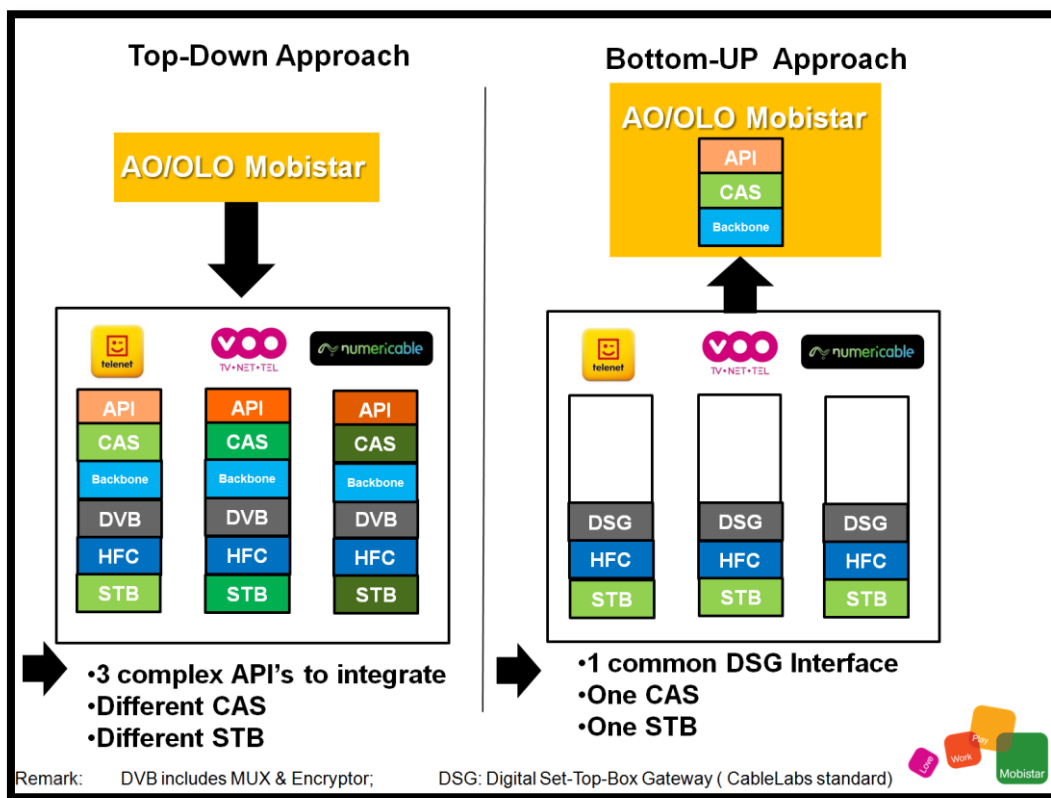 Top-Down Approach
AO/OLO Mobistar
telenet
VOO
TV•NET•TEL
numericable
API
API
API
CAS
CAS
CAS
Backbone
Backbone
Backbone
DVB
DVB
DVB
HFC
HFC
HFC
STB
STB
STB
•3 complex API's to integrate
•Different CAS
•Different STB
Bottom-UP Approach
AO/OLO Mobistar
API
CAS
Backbone
telenet
VOO
TV•NET•TEL
numericable
DSG
DSG
DSG
HFC
HFC
HFC
STB
STB
STB
•1 common DSG Interface
•One CAS
•One STB
Remark: DVB includes MUX & Encryptor; DSG: Digital Set-Top-Box Gateway ( CableLabs standard)
Love
Work
Play
Mobistar